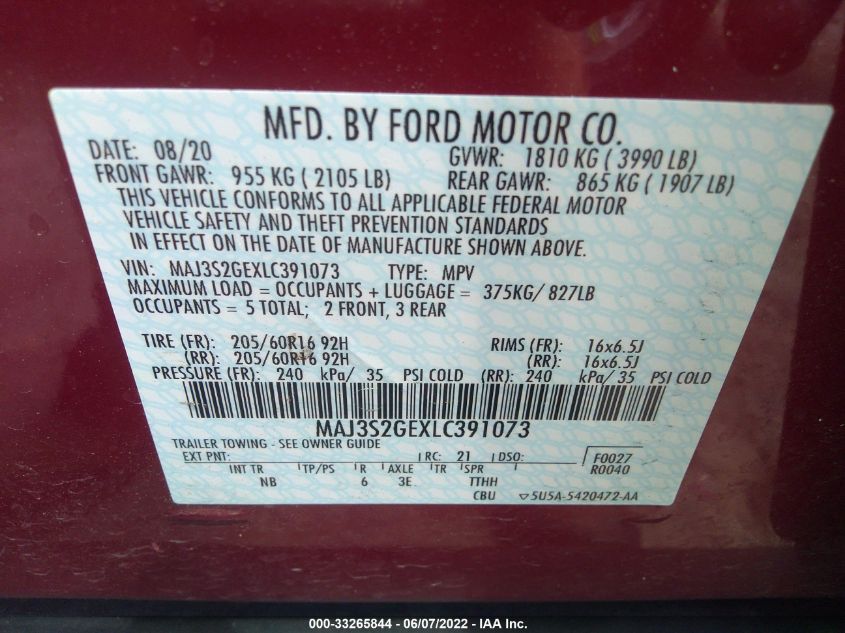 MFD. BY FORD MOTOR CO.
DATE: 08/20 GVWR: 1810 KG ( 3990 LB)
FRONT GAWR: 955 KG ( 2105 LB) REAR GAWR: 865 KG ( 1907 LB)
THIS VEHICLE CONFORMS TO ALL APPLICABLE FEDERAL MOTOR
VEHICLE SAFETY AND THEFT PREVENTION STANDARDS
IN EFFECT ON THE DATE OF MANUFACTURE SHOWN ABOVE.
VIN: MAJ3S2GEXLC391073 TYPE: MPV
MAXIMUM LOAD = OCCUPANTS + LUGGAGE = 375KG/ 827LB
OCCUPANTS = 5 TOTAL; 2 FRONT, 3 REAR
TIRE (FR): 205/60R16 92H RIMS (FR): 16x6.5J
(RR): 205/60R16 92H (RR): 16x6.5J
PRESSURE (FR): 240 kPa/ 35 PSI COLD (RR): 240 kPa/ 35 PSI COLD
MAJ3S2GEXLC391073
TRAILER TOWING - SEE OWNER GUIDE
EXT PNT: RC: 21 DSO: F0027
R0040
INT TR TP/PS R AXLE TR SPR
NB 6 3E TTHH
CBU ▽5U5A-5420472-AA
000-33265844 - 06/07/2022 - IAA Inc.